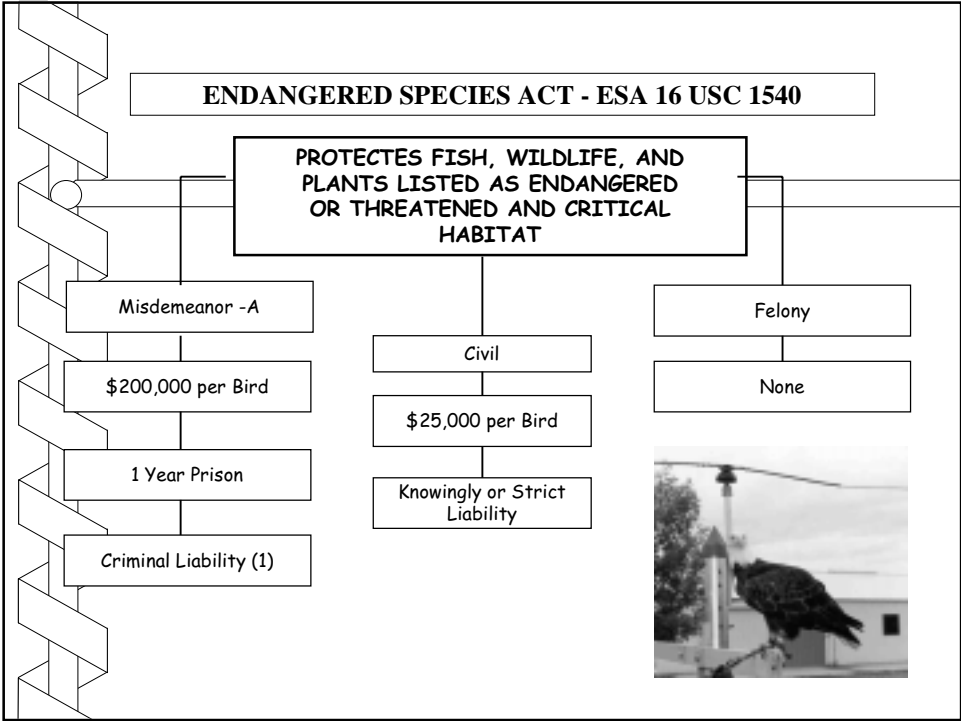 ENDANGERED SPECIES ACT - ESA 16 USC 1540
PROTECTES FISH, WILDLIFE, AND
PLANTS LISTED AS ENDANGERED
OR THREATENED AND CRITICAL
HABITAT
Misdemeanor -A
$200,000 per Bird
1 Year Prison
Criminal Liability (1)
Civil
$25,000 per Bird
Knowingly or Strict
Liability
Felony
None